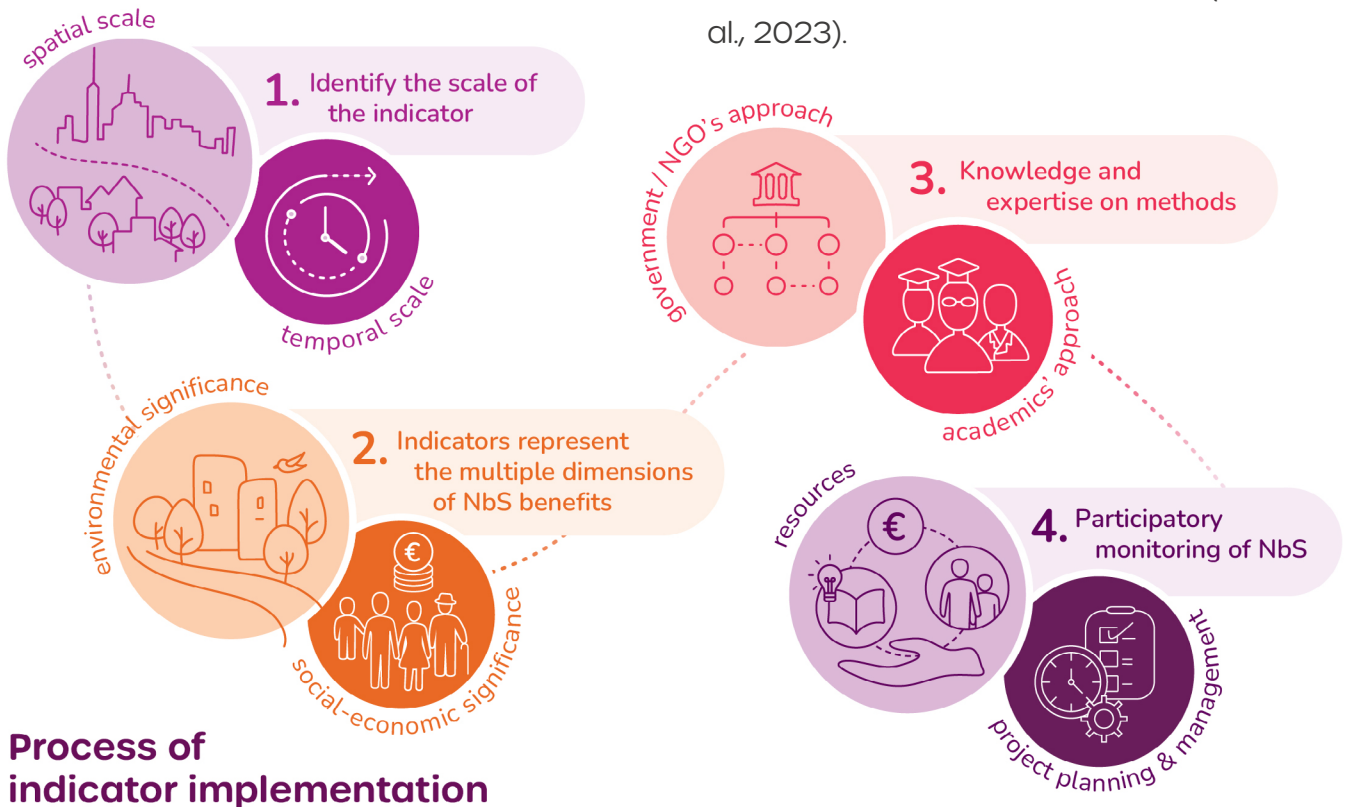 al., 2023).
spatial scale
1. Identify the scale of
the indicator
temporal scale
environmental significance
2. Indicators represent
the multiple dimensions
of NbS benefits
€
social-economic significance
government / NGO's approach
3. Knowledge and
expertise on methods
academics' approach
resources
€
4. Participatory
monitoring of NbS
project planning & management
Process of
indicator implementation